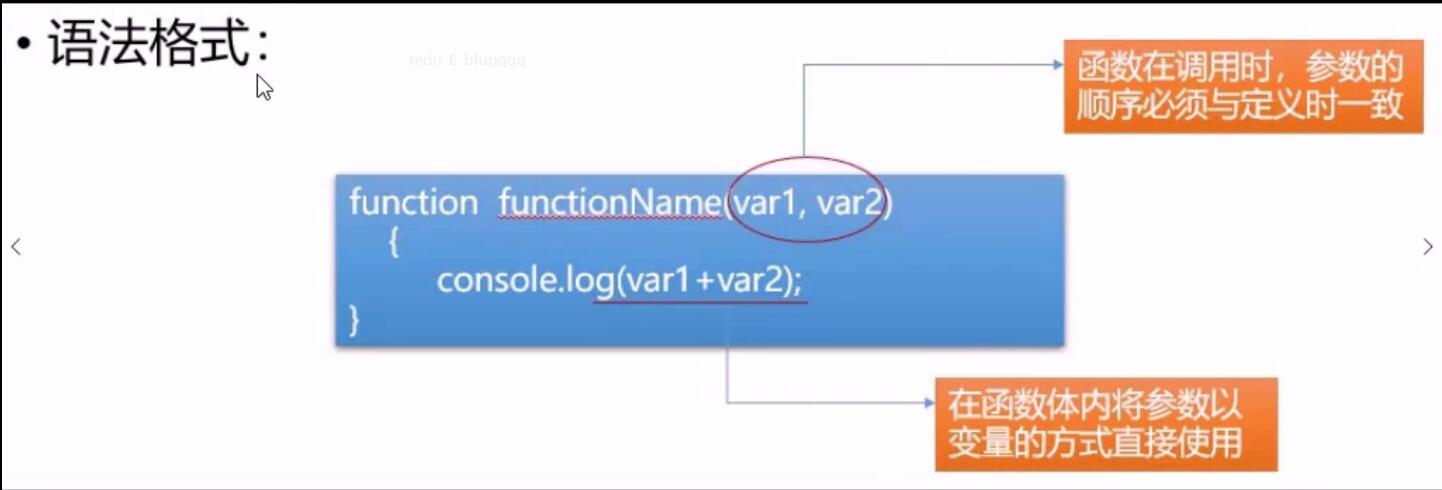 • 语法格式：
tedu E bfupqqq
函数在调用时，参数的
顺序必须与定义时一致
function functionName(var1, var2)
{
console.log(var1+var2);
}
在函数体内将参数以
变量的方式直接使用